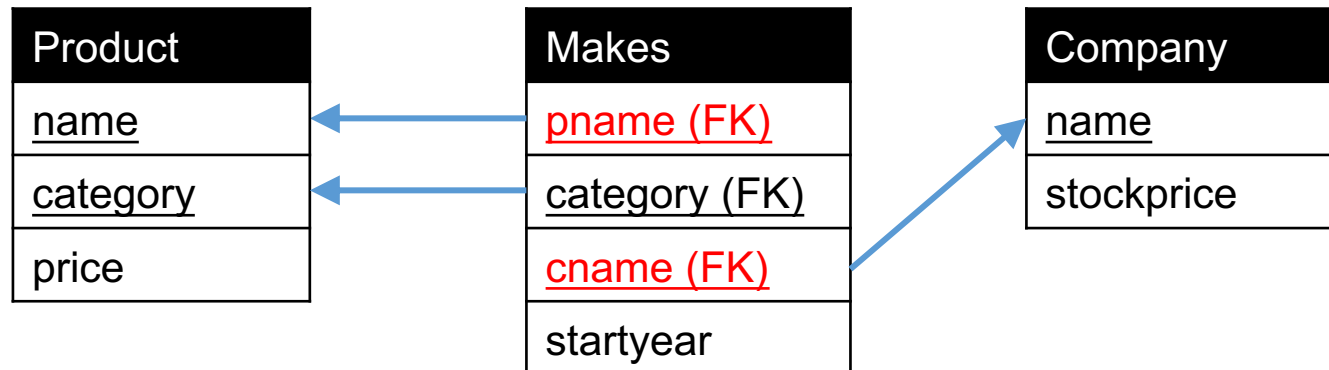 Product
name
category
price
Makes
pname (FK)
category (FK)
cname (FK)
startyear
Company
name
stockprice